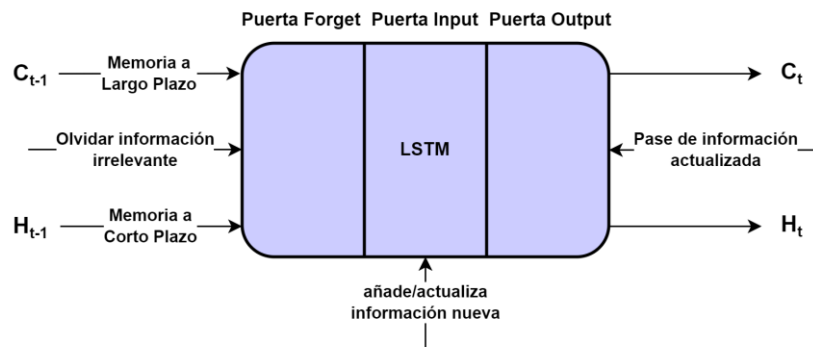 Puerta Forget Puerta Input Puerta Output
C t-1
Memoria a
Largo Plazo
C t
Olvidar información
irrelevante
LSTM
Pase de información
actualizada
H t-1
Memoria a
Corto Plazo
H t
añade/actualiza
información nueva